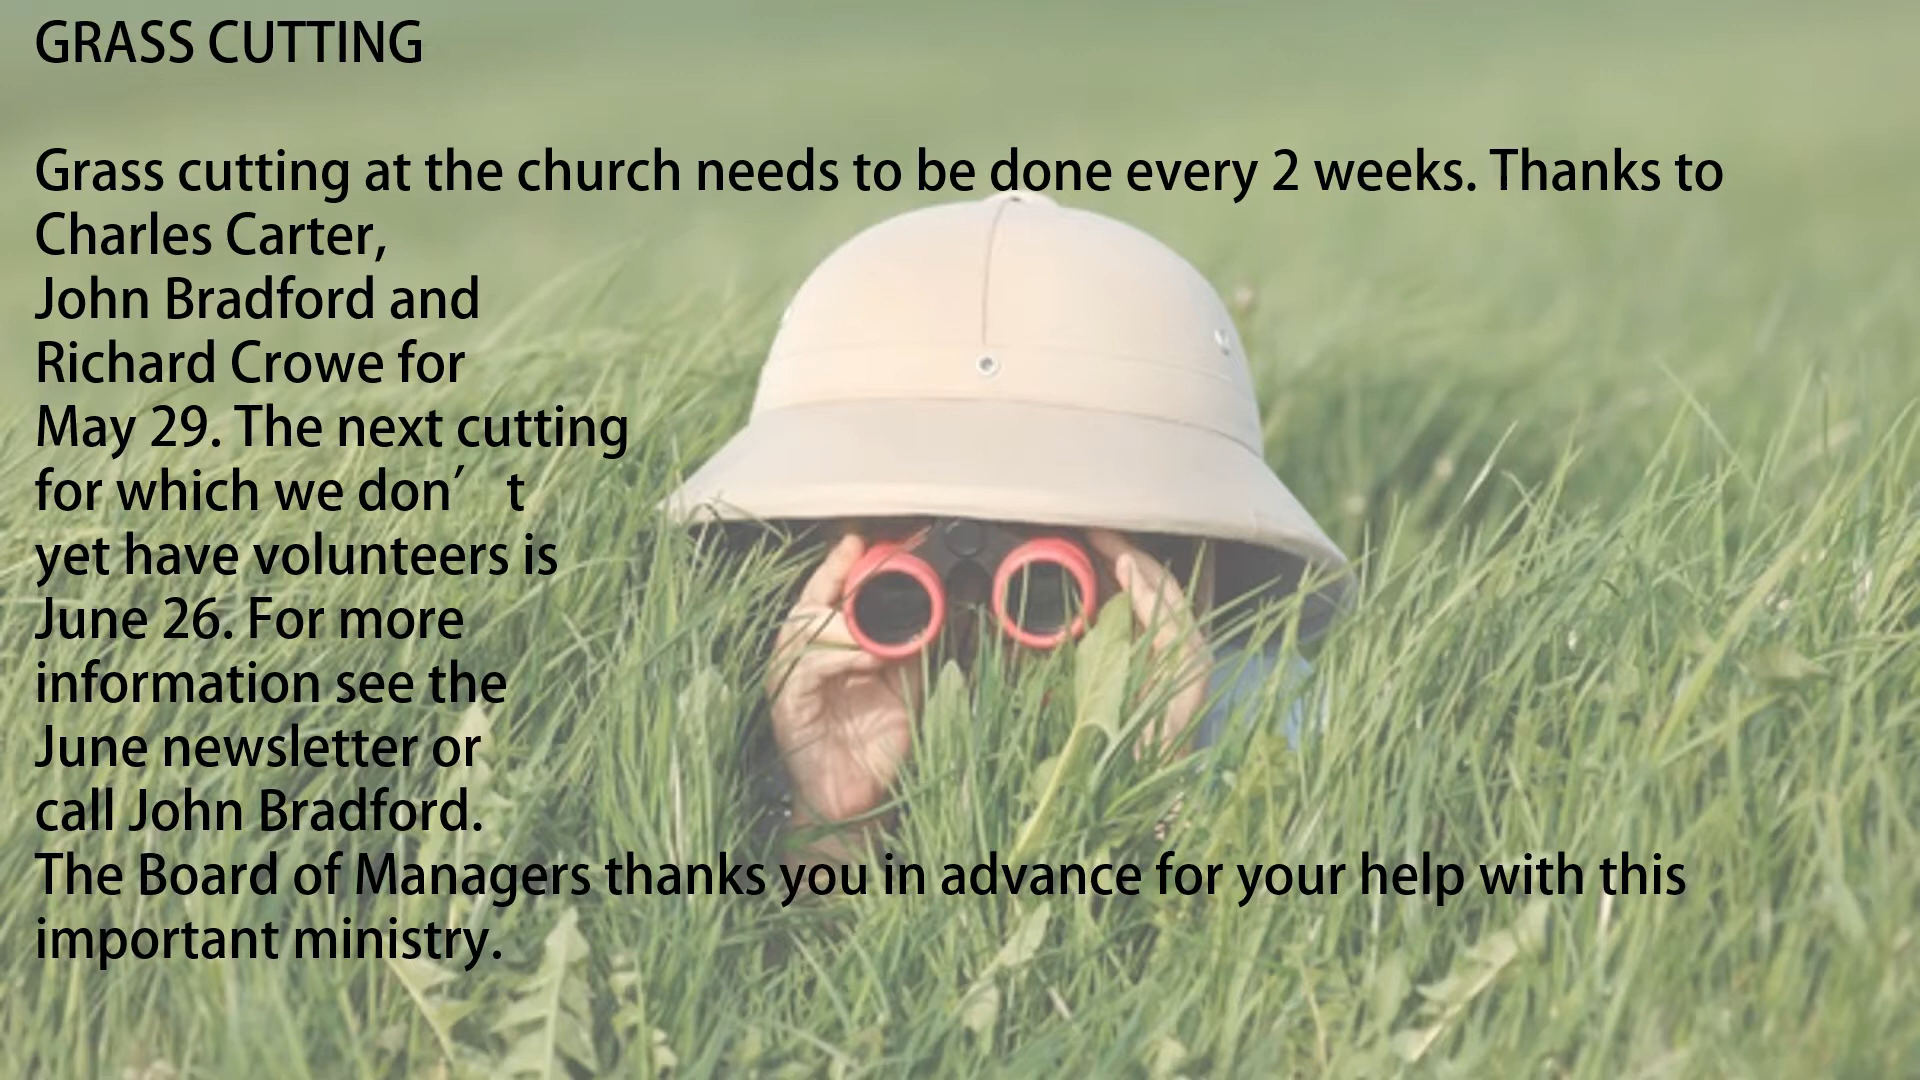 GRASS CUTTING
Grass cutting at the church needs to be done every 2 weeks. Thanks to
Charles Carter,
John Bradford and
Richard Crowe for
May 29. The next cutting
for which we don’t
yet have volunteers is
June 26. For more
information see the
June newsletter or
call John Bradford.
The Board of Managers thanks you in advance for your help with this
important ministry.